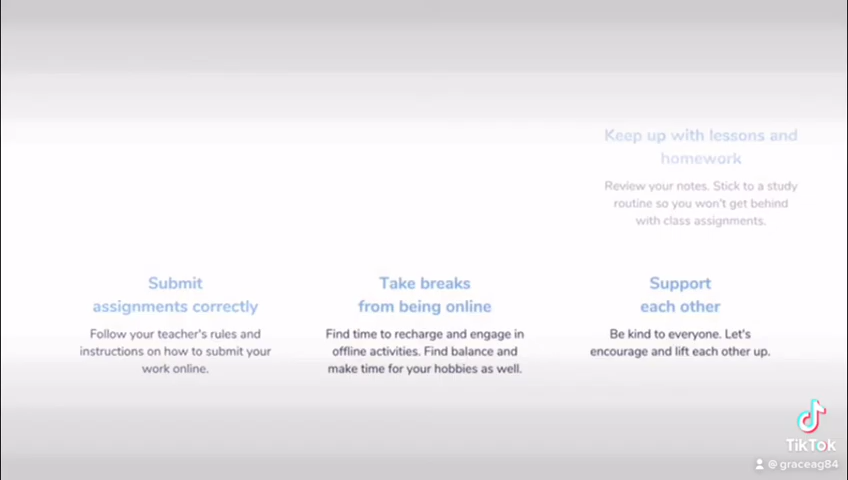 Keep up with lessons and
homework
Review your notes. Stick to a study
routine so you won't get behind
with class assignments.
Submit
assignments correctly
Follow your teacher's rules and
instructions on how to submit your
work online.
Take breaks
from being online
Find time to recharge and engage in
offline activities. Find balance and
make time for your hobbies as well.
Support
each other
Be kind to everyone. Let's
encourage and lift each other up.
TikTok
@graceag84